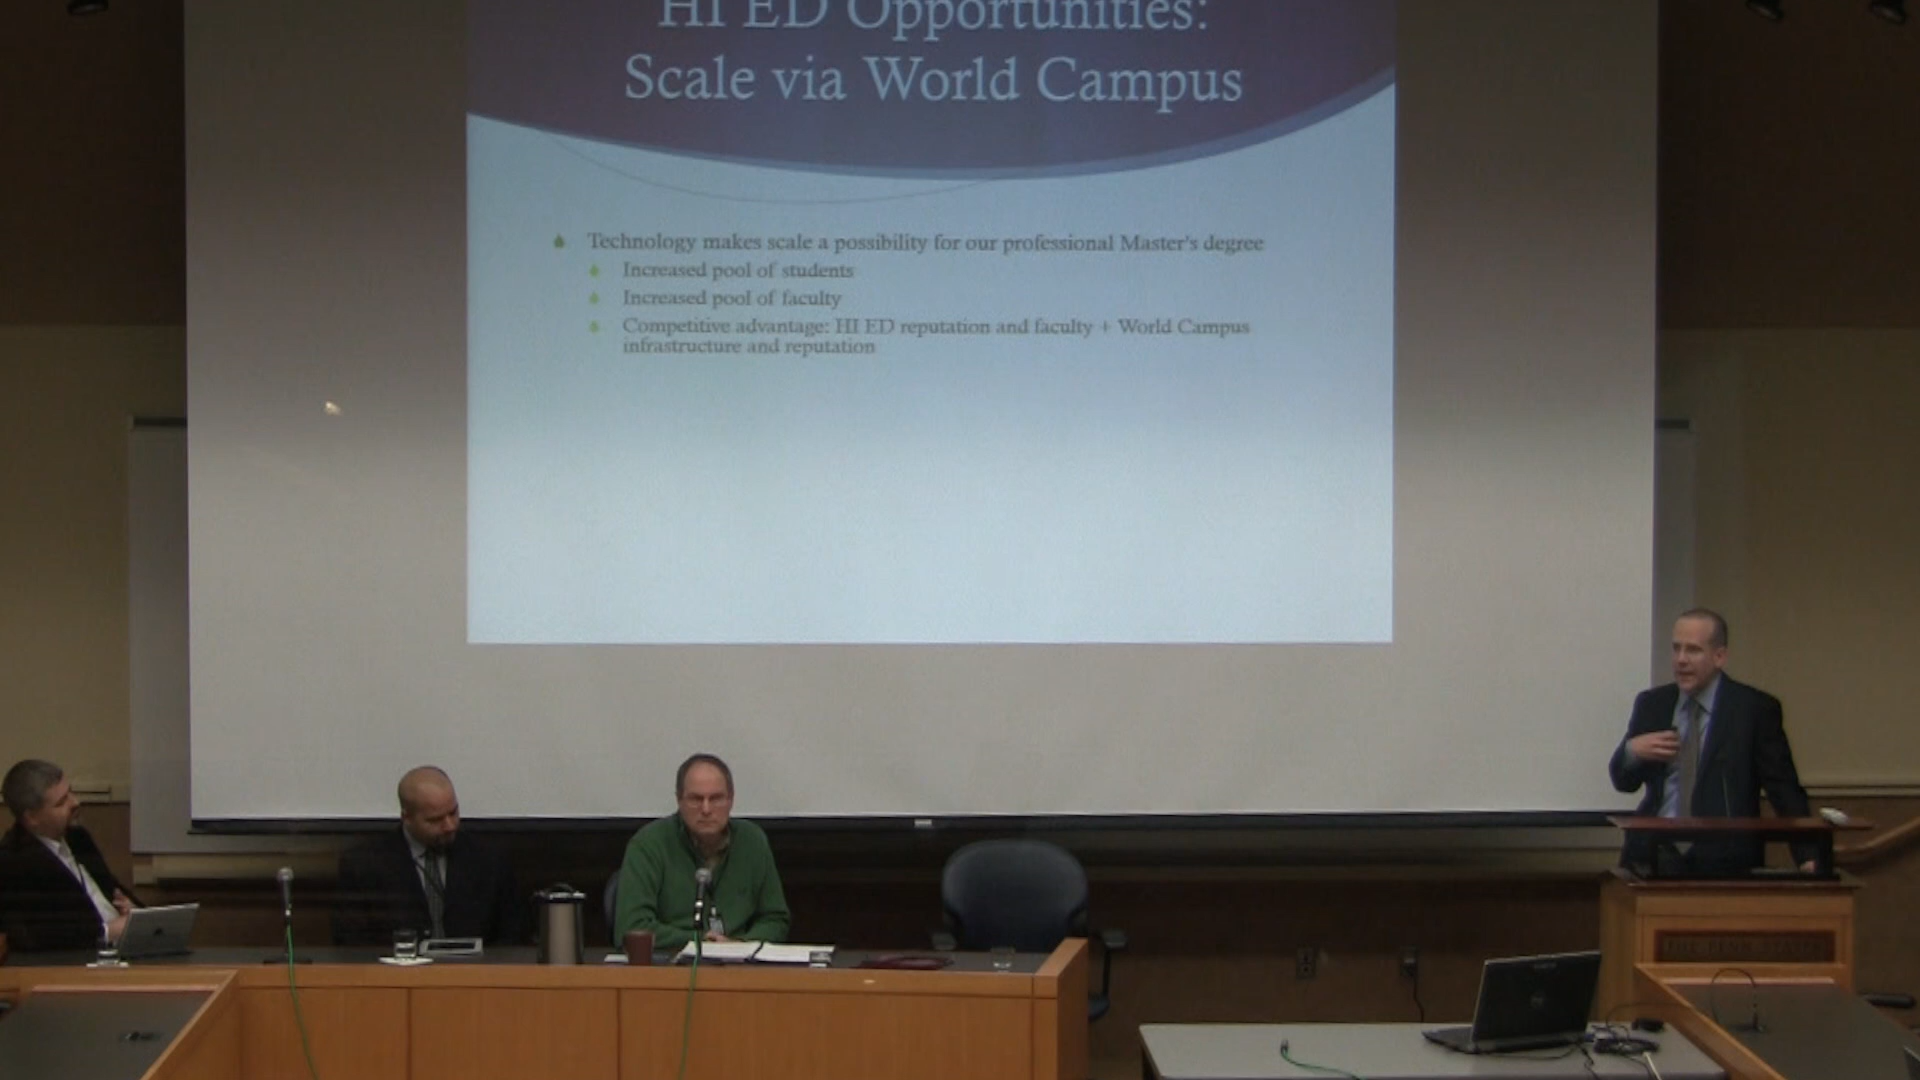 HI ED Opportunities:
Scale via World Campus
Technology makes scale a possibility for our professional Master's degree
Increased pool of students
Increased pool of faculty
Competitive advantage: HI ED reputation and faculty + World Campus
infrastructure and reputation